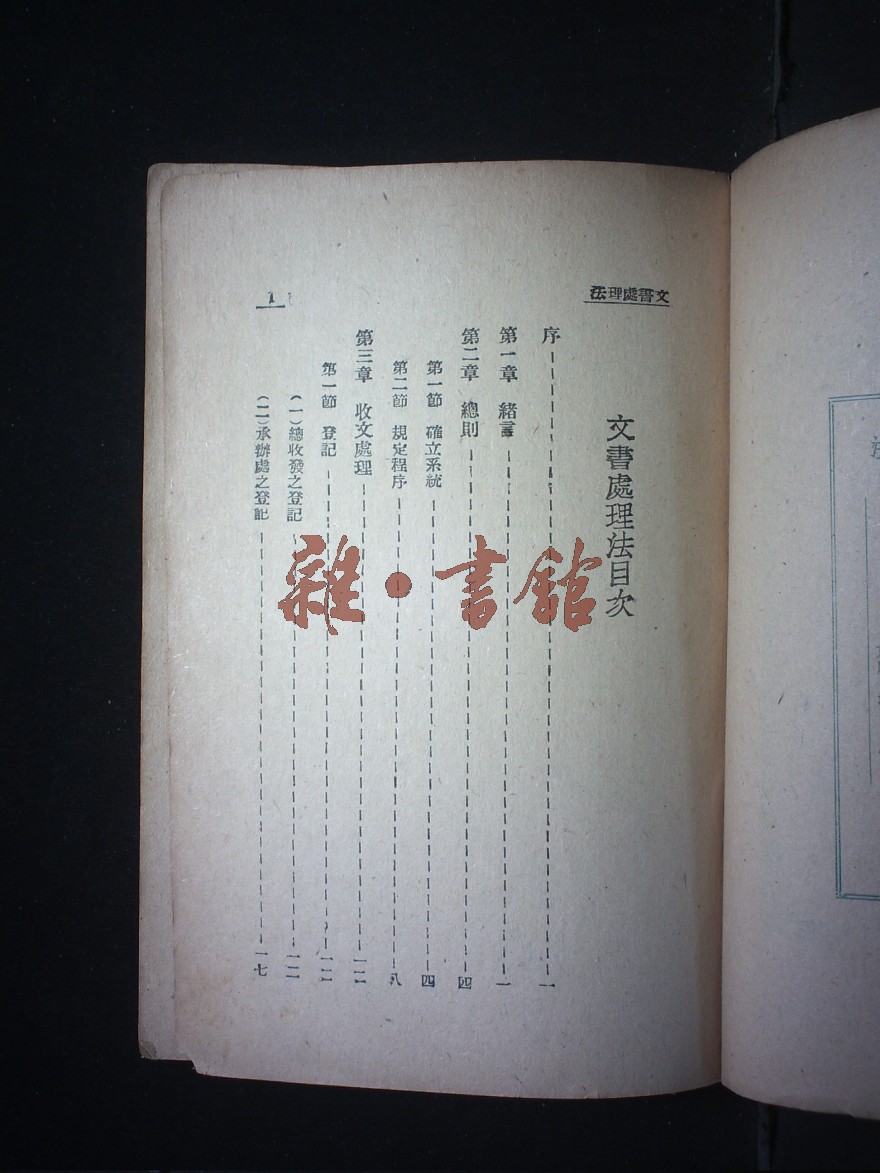 文書處理法
文書處理法目次
序 一
第一章 緒言 一
第二章 總則 四
第一節 確立系統 四
第二節 規定程序 八
第三章 收文處理 一二
第一節 登記 一二
(一)總收發之登記 一二
(二)承辦處之登記 一七
1
雜·書館